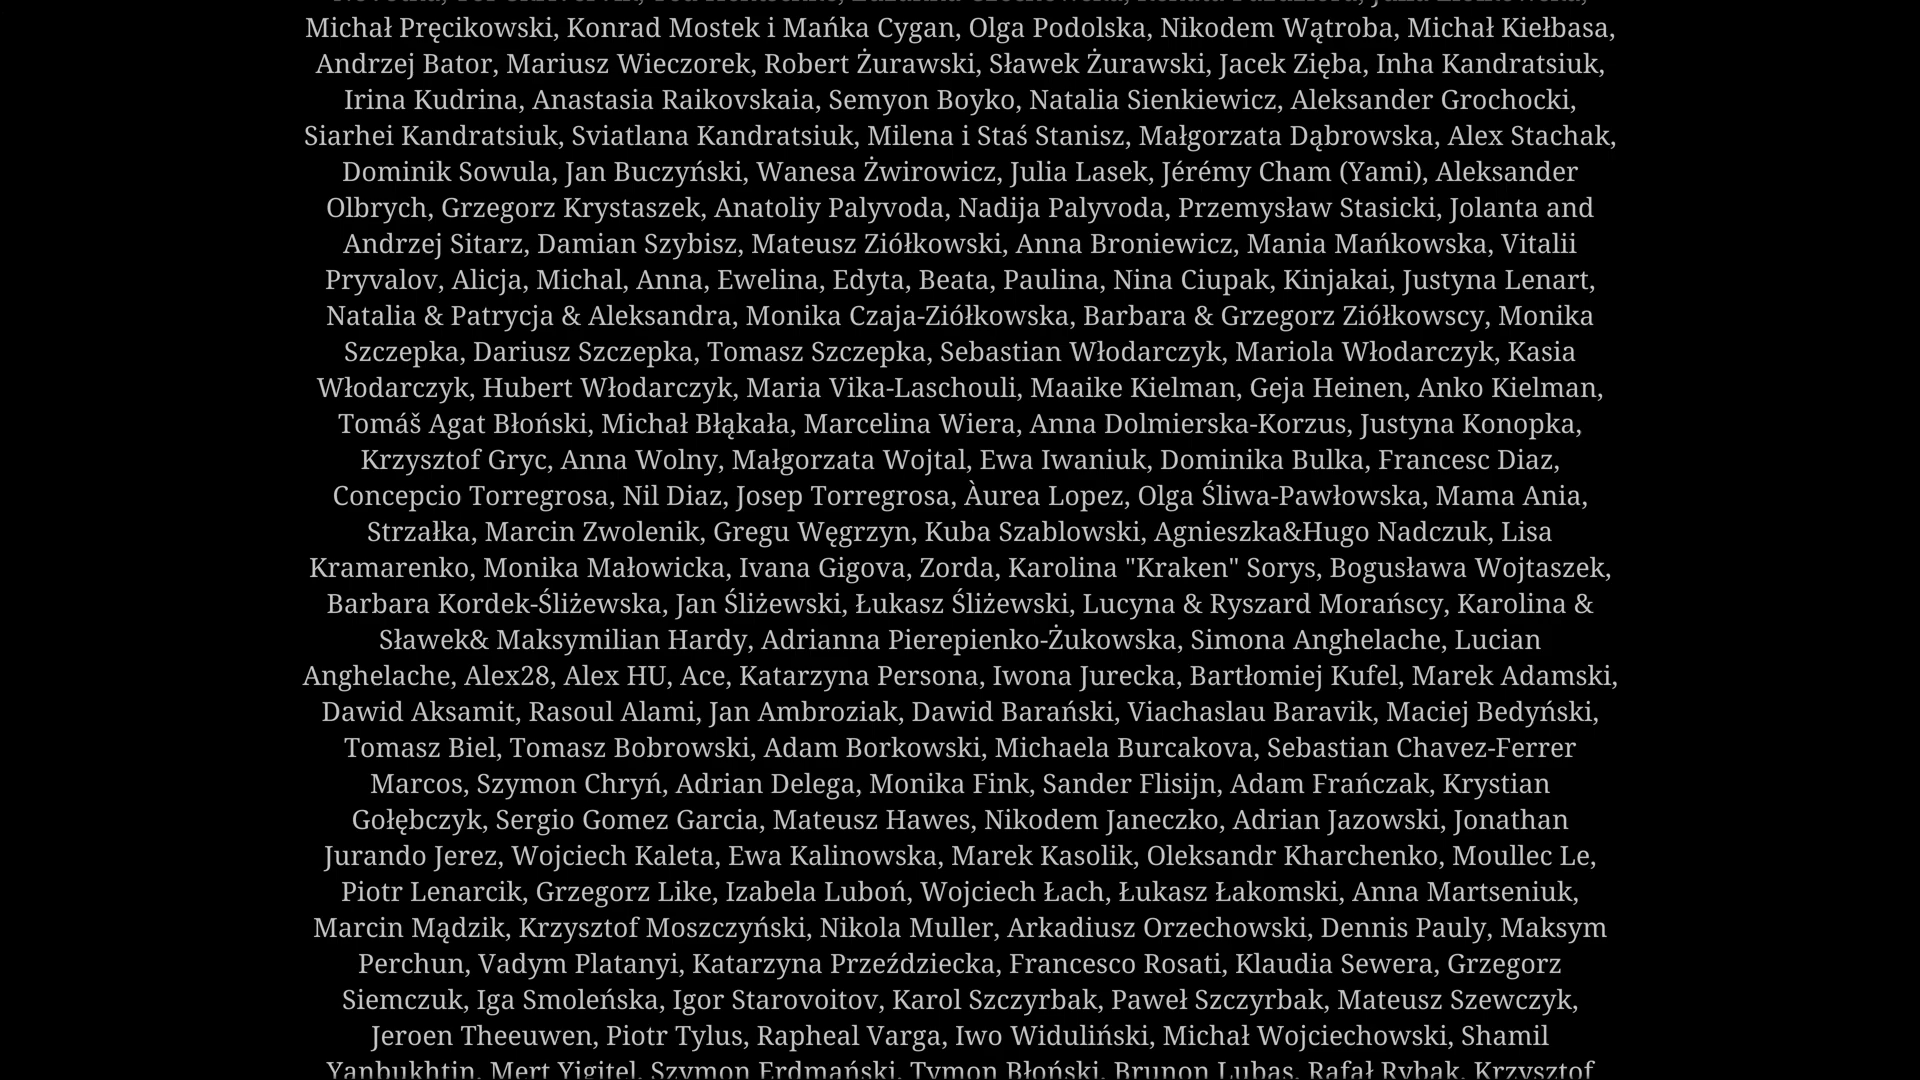 Michał Pręcikowski, Konrad Mostek i Mańka Cygan, Olga Podolska, Nikodem Wątroba, Michał Kiełbasa,
Andrzej Bator, Mariusz Wieczorek, Robert Żurawski, Sławek Żurawski, Jacek Zięba, Inha Kandratsiuk,
Irina Kudrina, Anastasia Raikovskaia, Semyon Boyko, Natalia Sienkiewicz, Aleksander Grochocki,
Siarhei Kandratsiuk, Sviatlana Kandratsiuk, Milena i Staś Stanisz, Małgorzata Dąbrowska, Alex Stachak,
Dominik Sowula, Jan Buczyński, Wanesa Żwirowicz, Julia Lasek, Jérémy Cham (Yami), Aleksander
Olbrych, Grzegorz Krystaszek, Anatoliy Palyvoda, Nadija Palyvoda, Przemysław Stasicki, Jolanta and
Andrzej Sitarz, Damian Szybisz, Mateusz Ziółkowski, Anna Broniewicz, Mania Mańkowska, Vitalii
Pryvalov, Alicja, Michal, Anna, Ewelina, Edyta, Beata, Paulina, Nina Ciupak, Kinjakai, Justyna Lenart,
Natalia & Patrycja & Aleksandra, Monika Czaja-Ziółkowska, Barbara & Grzegorz Ziółkowscy, Monika
Szczepka, Dariusz Szczepka, Tomasz Szczepka, Sebastian Włodarczyk, Mariola Włodarczyk, Kasia
Włodarczyk, Hubert Włodarczyk, Maria Vika-Laschouli, Maaike Kielman, Geja Heinen, Anko Kielman,
Tomáš Agat Błoński, Michał Błąkała, Marcelina Wiera, Anna Dolmierska-Korzus, Justyna Konopka,
Krzysztof Gryc, Anna Wolny, Małgorzata Wojtal, Ewa Iwaniuk, Dominika Bulka, Francesc Diaz,
Concepcio Torregrosa, Nil Diaz, Josep Torregrosa, Àurea Lopez, Olga Śliwa-Pawłowska, Mama Ania,
Strzałka, Marcin Zwolenik, Gregu Węgrzyn, Kuba Szablowski, Agnieszka&Hugo Nadczuk, Lisa
Kramarenko, Monika Małowicka, Ivana Gigova, Zorda, Karolina "Kraken" Sorys, Bogusława Wojtaszek,
Barbara Kordek-Śliżewska, Jan Śliżewski, Łukasz Śliżewski, Lucyna & Ryszard Morańscy, Karolina &
Sławek& Maksymilian Hardy, Adrianna Pierepienko-Żukowska, Simona Anghelache, Lucian
Anghelache, Alex28, Alex HU, Ace, Katarzyna Persona, Iwona Jurecka, Bartłomiej Kufel, Marek Adamski,
Dawid Aksamit, Rasoul Alami, Jan Ambroziak, Dawid Barański, Viachaslau Baravik, Maciej Bedyński,
Tomasz Biel, Tomasz Bobrowski, Adam Borkowski, Michaela Burcakova, Sebastian Chavez-Ferrer
Marcos, Szymon Chryń, Adrian Delega, Monika Fink, Sander Flisijn, Adam Frańczak, Krystian
Gołębczyk, Sergio Gomez Garcia, Mateusz Hawes, Nikodem Janeczko, Adrian Jazowski, Jonathan
Jurando Jerez, Wojciech Kaleta, Ewa Kalinowska, Marek Kasolik, Oleksandr Kharchenko, Moullec Le,
Piotr Lenarcik, Grzegorz Like, Izabela Luboń, Wojciech Łach, Łukasz Łakomski, Anna Martseniuk,
Marcin Mądzik, Krzysztof Moszczyński, Nikola Muller, Arkadiusz Orzechowski, Dennis Pauly, Maksym
Perchun, Vadym Platanyi, Katarzyna Przeździecka, Francesco Rosati, Klaudia Sewera, Grzegorz
Siemczuk, Iga Smoleńska, Igor Starovoitov, Karol Szczyrbak, Paweł Szczyrbak, Mateusz Szewczyk,
Jeroen Theeuwen, Piotr Tylus, Rapheal Varga, Iwo Widuliński, Michał Wojciechowski, Shamil
Yanbukhtin, Mert Yigitel, Szymon Erdmański, Tymon Błoński, Brunon Lubas, Rafał Rybak, Krzysztof